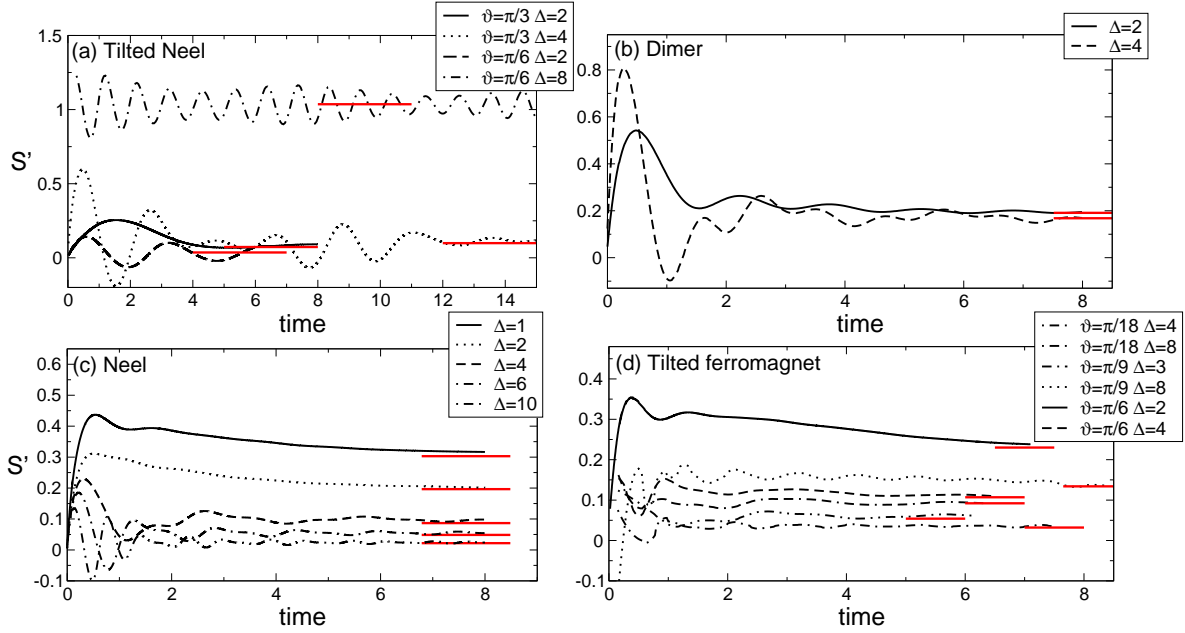 (a) Tilted Neel
ϑ=π/3 Δ=2
ϑ=π/3 Δ=4
ϑ=π/6 Δ=2
ϑ=π/6 Δ=8
1.5
1
0.5
0
S'
0 2 4 6 8 10 12 14
time
(b) Dimer
Δ=2
Δ=4
0.8
0.6
0.4
0.2
0
0 2 4 6 8
time
(c) Neel
Δ=1
Δ=2
Δ=4
Δ=6
Δ=10
0.6
0.5
0.4
0.3
0.2
0.1
0
-0.1
S'
0 2 4 6 8
time
(d) Tilted ferromagnet
ϑ=π/18 Δ=4
ϑ=π/18 Δ=8
ϑ=π/9 Δ=3
ϑ=π/9 Δ=8
ϑ=π/6 Δ=2
ϑ=π/6 Δ=4
0.4
0.3
0.2
0.1
0
-0.1
0 2 4 6 8
time